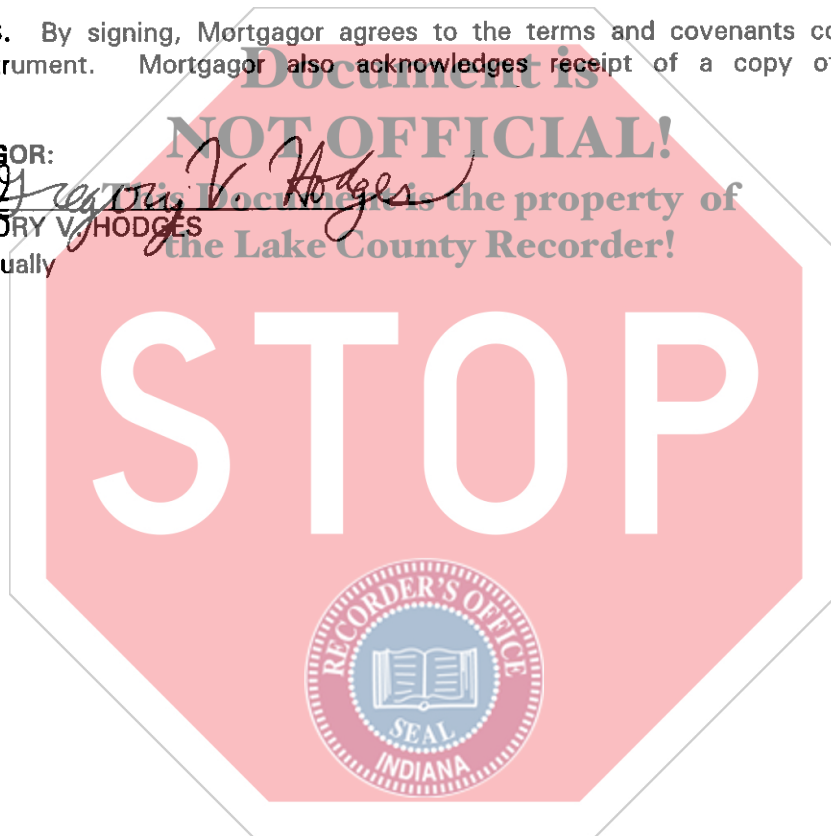 S. By signing, Mortgagor agrees to the terms and covenants co
trument. Mortgagor also acknowledges receipt of a copy of
Document is
NOT OFFICIAL!
GOR:
Gregory V. Hodges
This Document is the property of
ORY V. HODGES
the Lake County Recorder!
ually
STOP
RECORDER'S OFFICE
SEAL
INDIANA